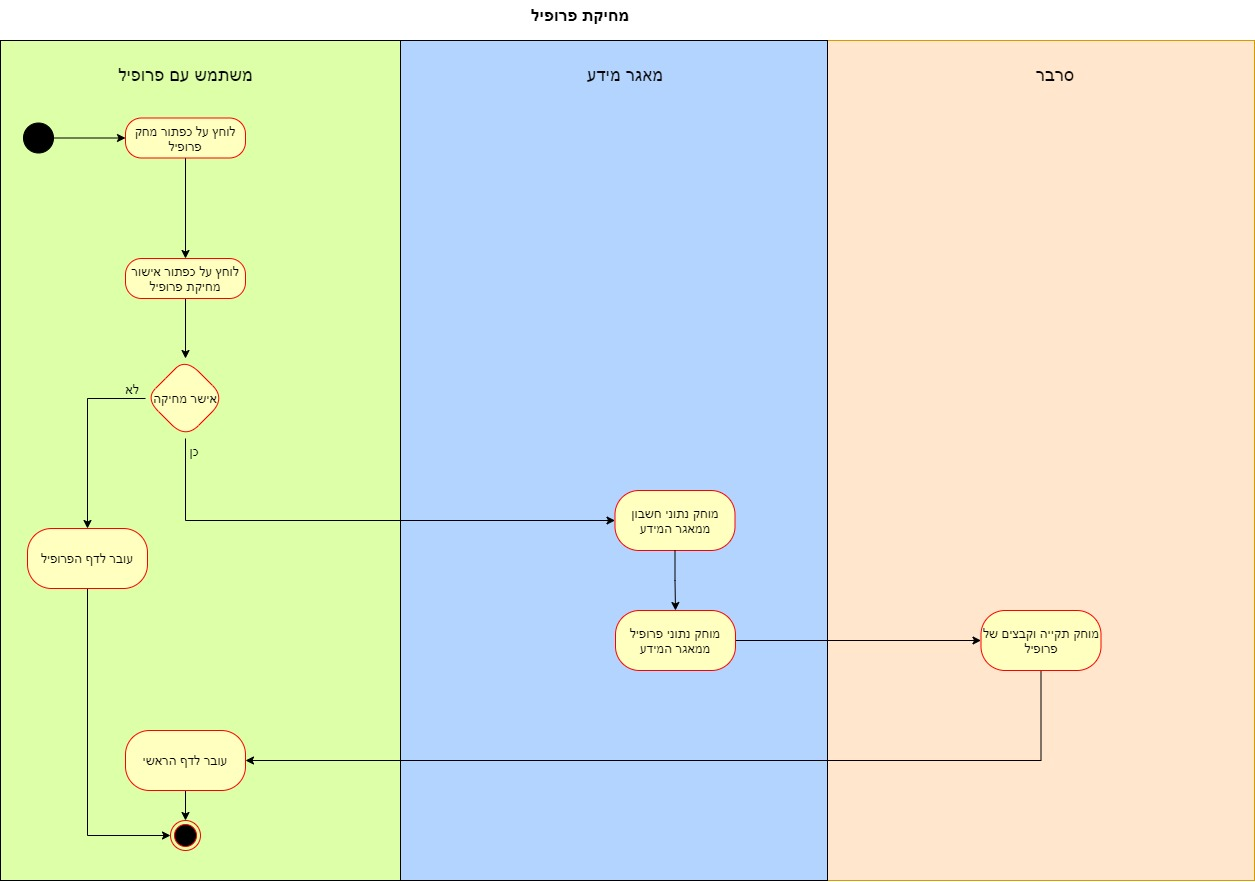 מחיקת פרופיל
משתמש עם פרופיל
מאגר מידע
סרבר
לוחץ על כפתור מחק
פרופיל
לוחץ על כפתור אישור
מחיקת פרופיל
אישר מחיקה
לא
כן
מוחק נתוני חשבון
ממאגר המידע
עובר לדף הפרופיל
מוחק נתוני פרופיל
ממאגר המידע
מוחק תקייה וקבצים של
פרופיל
עובר לדף הראשי